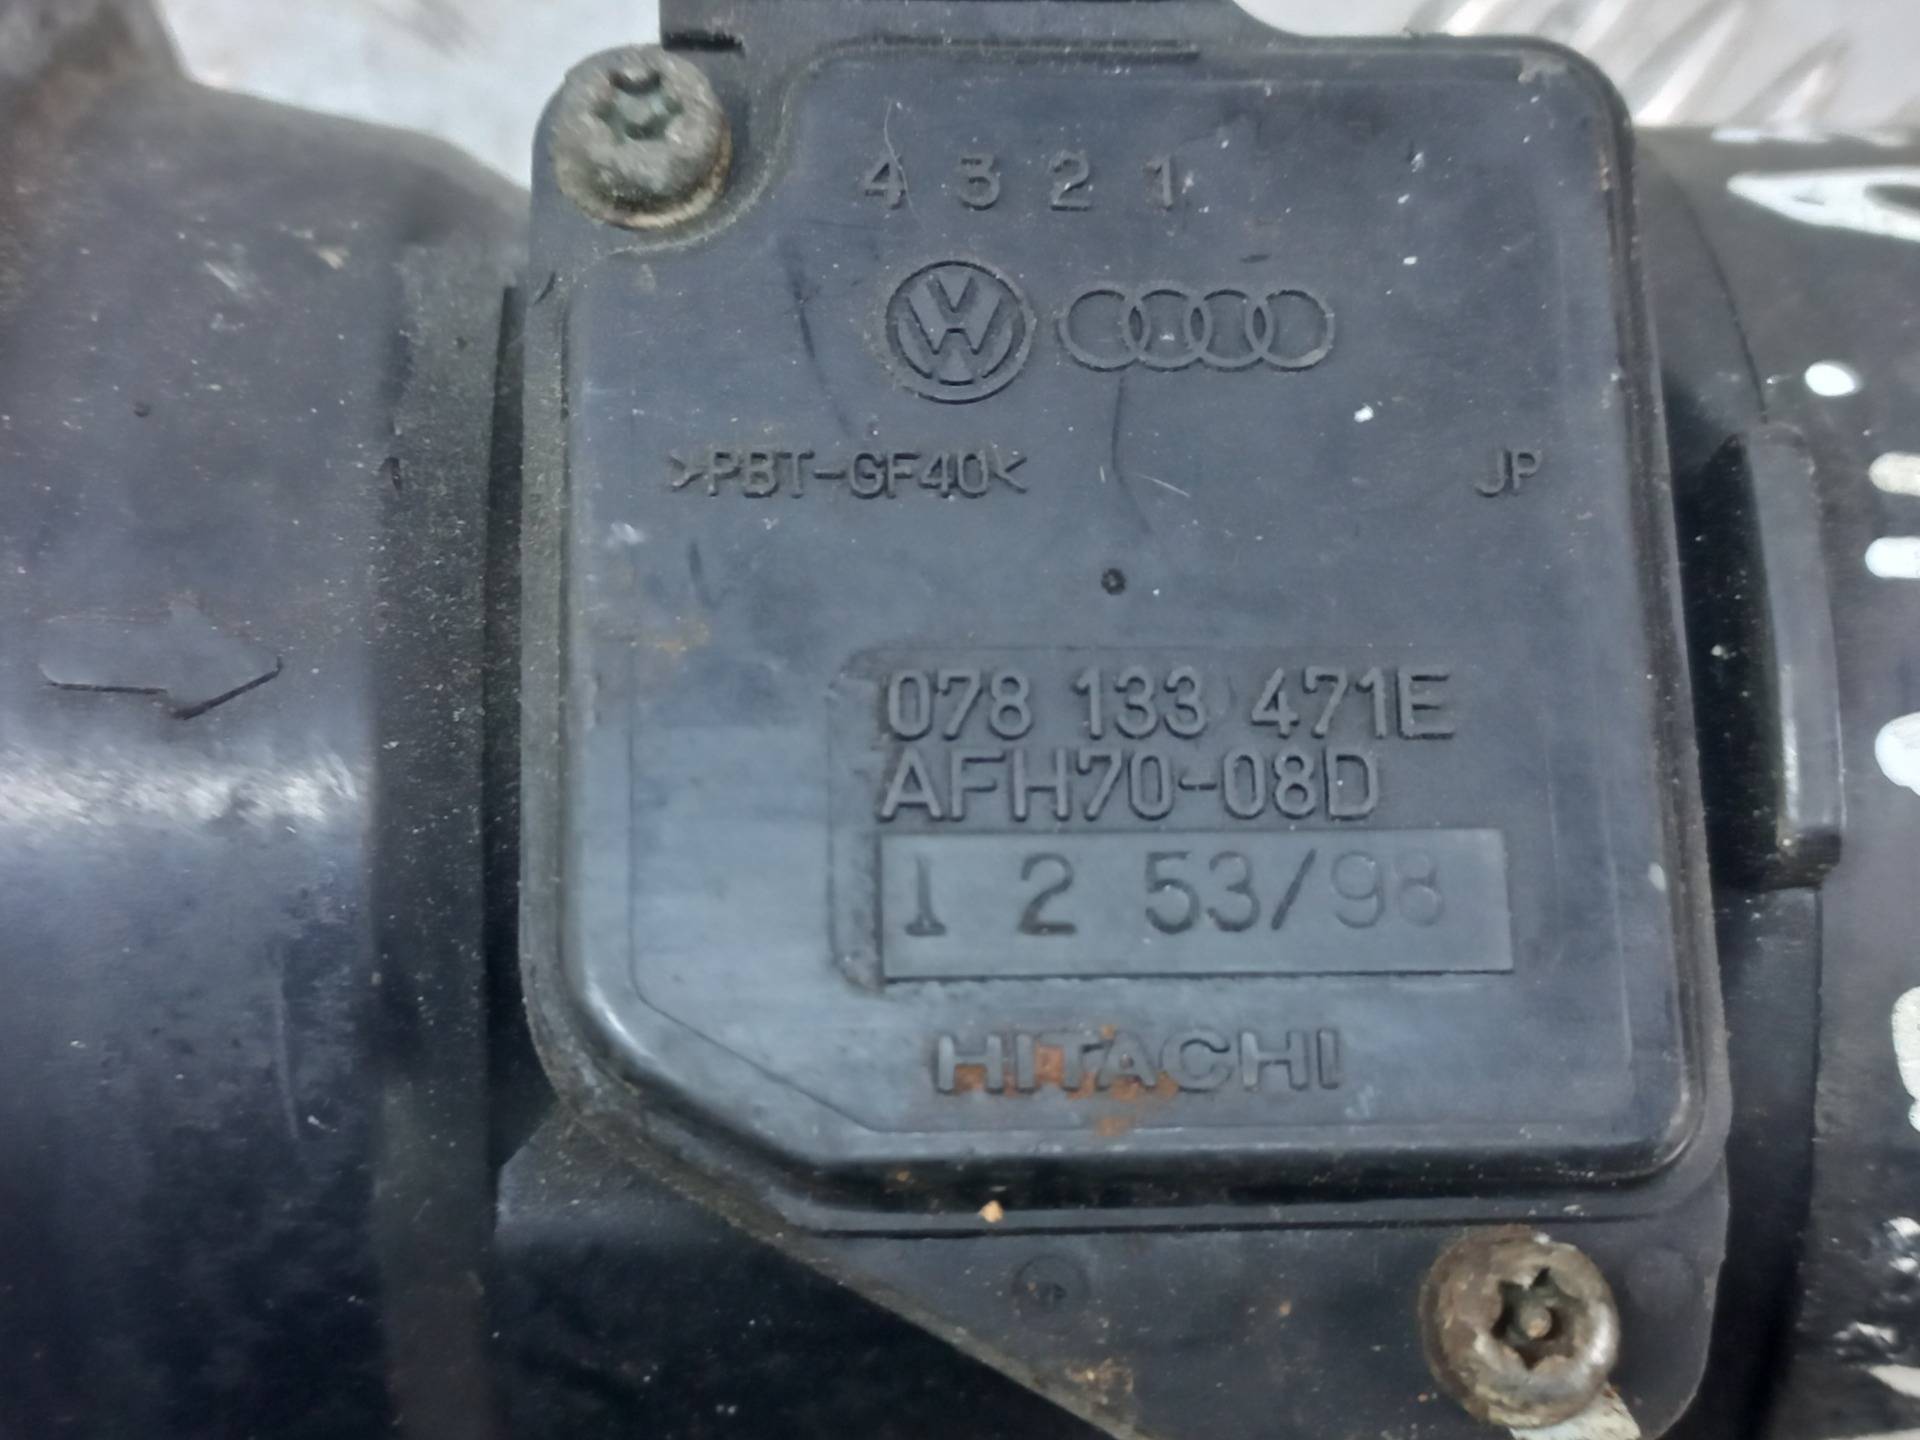 4 3 2 1
>PBT-GF40< JP
078 133 471E
AFH70-08D
1 2 53/98
HITACHI